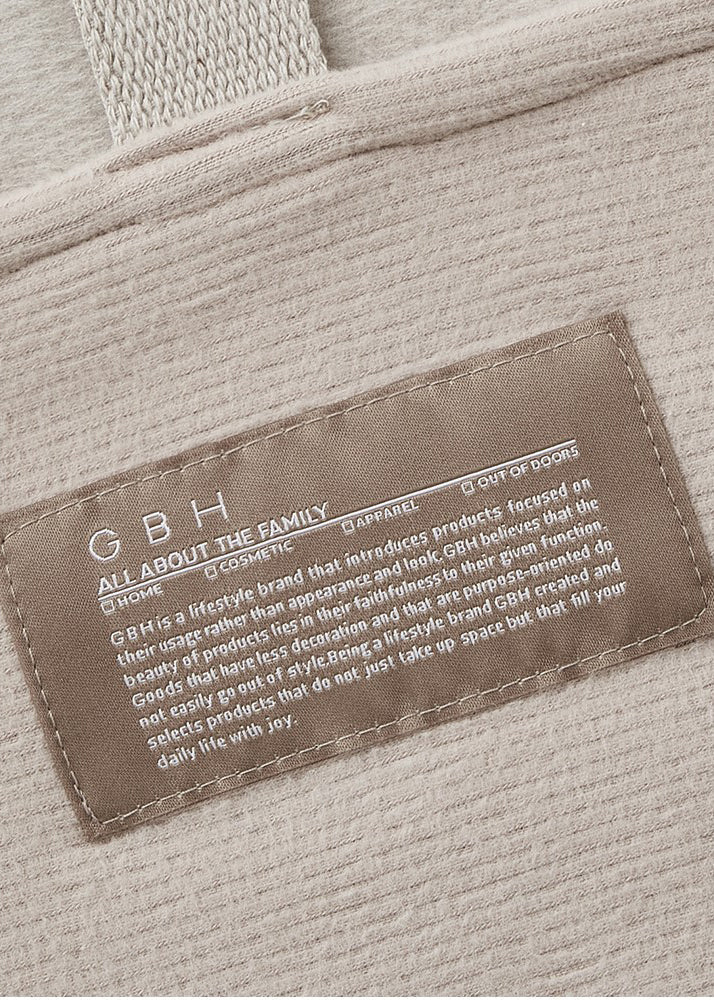 GBH
ALL ABOUT THE FAMILY
HOME COSMETIC APPAREL OUT OF DOORS
GBH is a lifestyle brand that introduces products focused on
their usage rather than appearance and look. GBH believes that the
beauty of products lies in their faithfulness to their given function.
Goods that have less decoration and that are purpose-oriented do
not easily go out of style.Being a lifestyle brand GBH created and
selects products that do not just take up space but that fill your
daily life with joy.